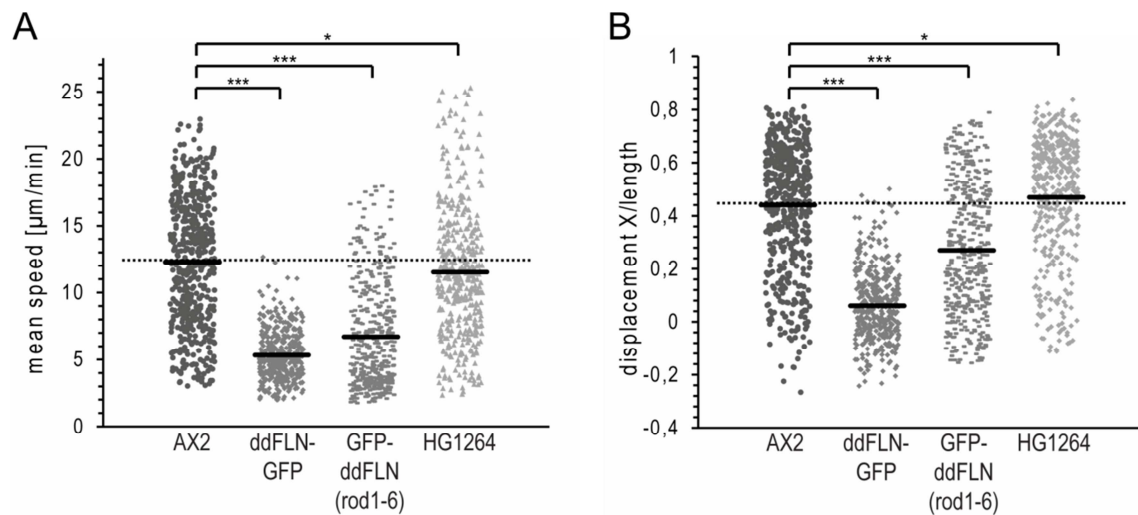 A
*
***
***
mean speed [µm/min]
25
20
15
10
5
0
AX2
ddFLN-
GFP
GFP-
ddFLN
(rod1-6)
HG1264
B
*
***
***
displacement X/length
1
0,8
0,6
0,4
0,2
0
-0,2
-0,4
AX2
ddFLN-
GFP
GFP-
ddFLN
(rod1-6)
HG1264